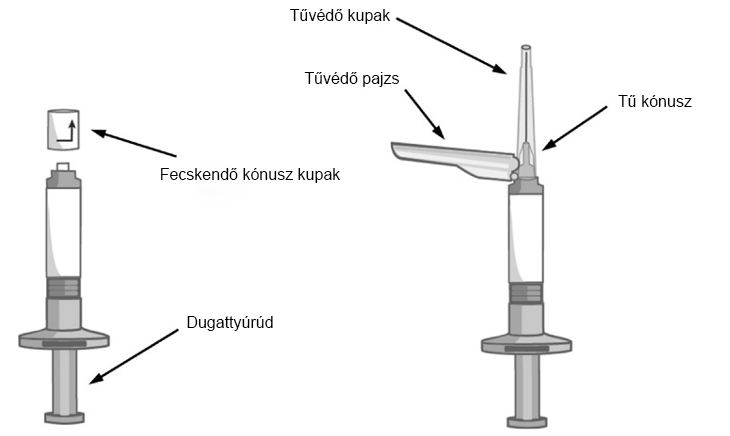 Tűvédő kupak
Tűvédő pajzs
Tű kónusz
Fecskendő kónusz kupak
Dugattyúrúd